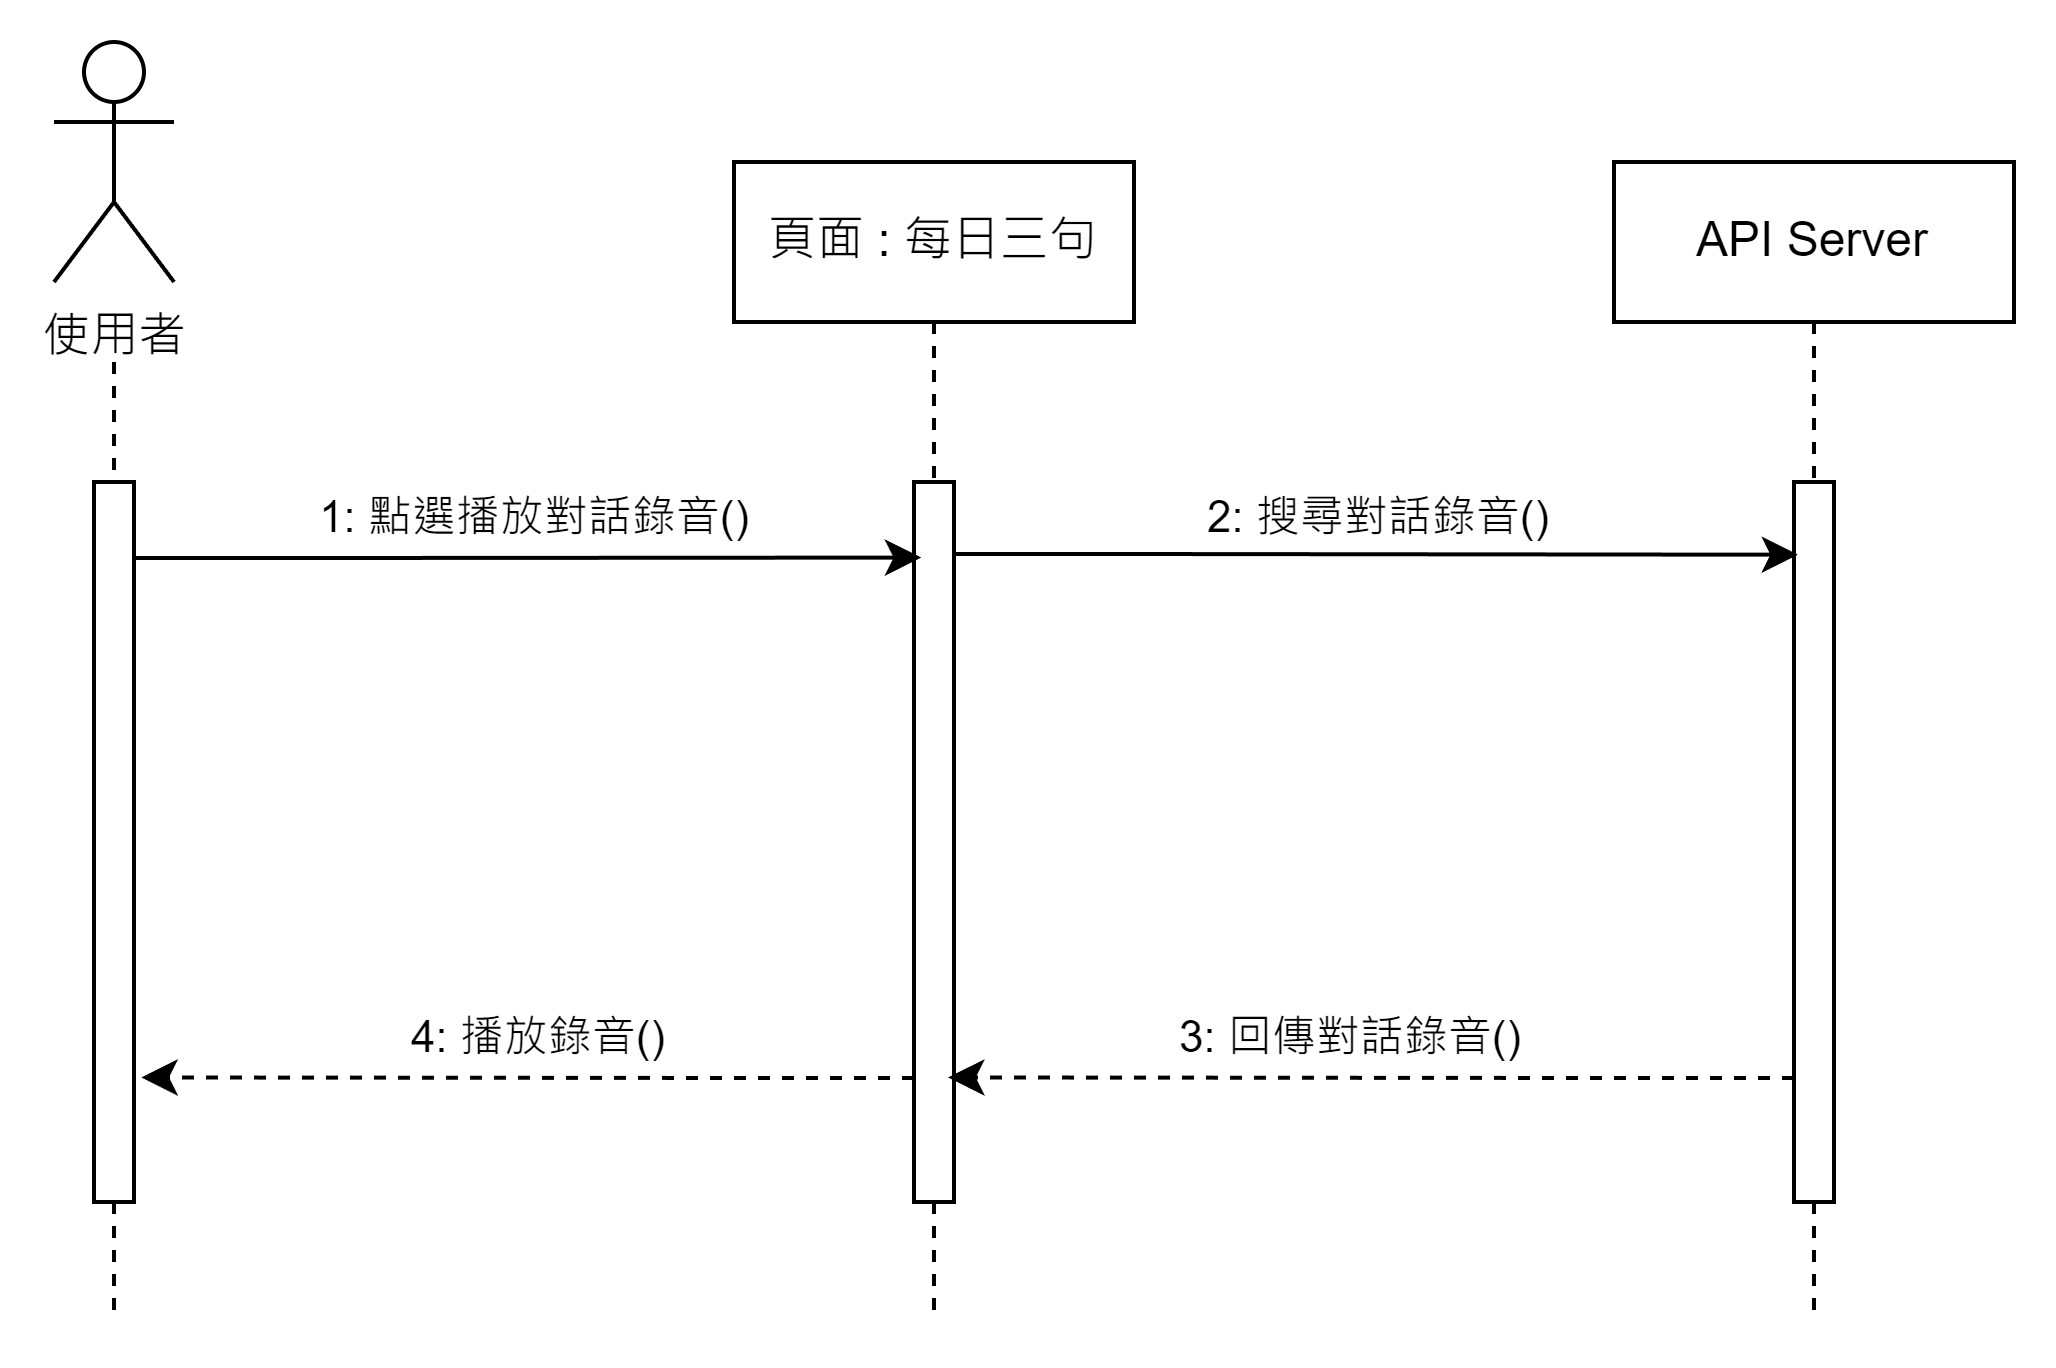 使用者
頁面 : 每日三句
API Server
1: 點選播放對話錄音()
2: 搜尋對話錄音()
4: 播放錄音()
3: 回傳對話錄音()